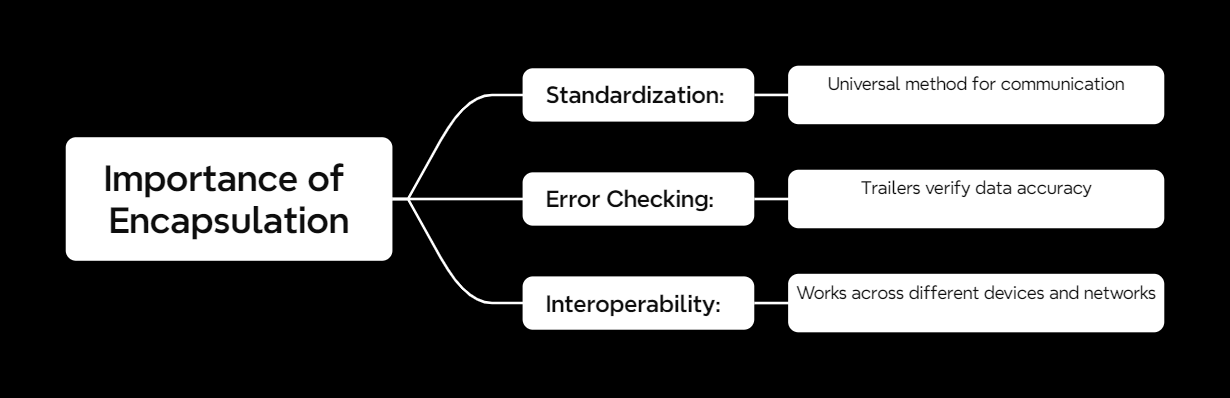 Importance of
Encapsulation
Standardization:
Universal method for communication
Error Checking:
Trailers verify data accuracy
Interoperability:
Works across different devices and networks